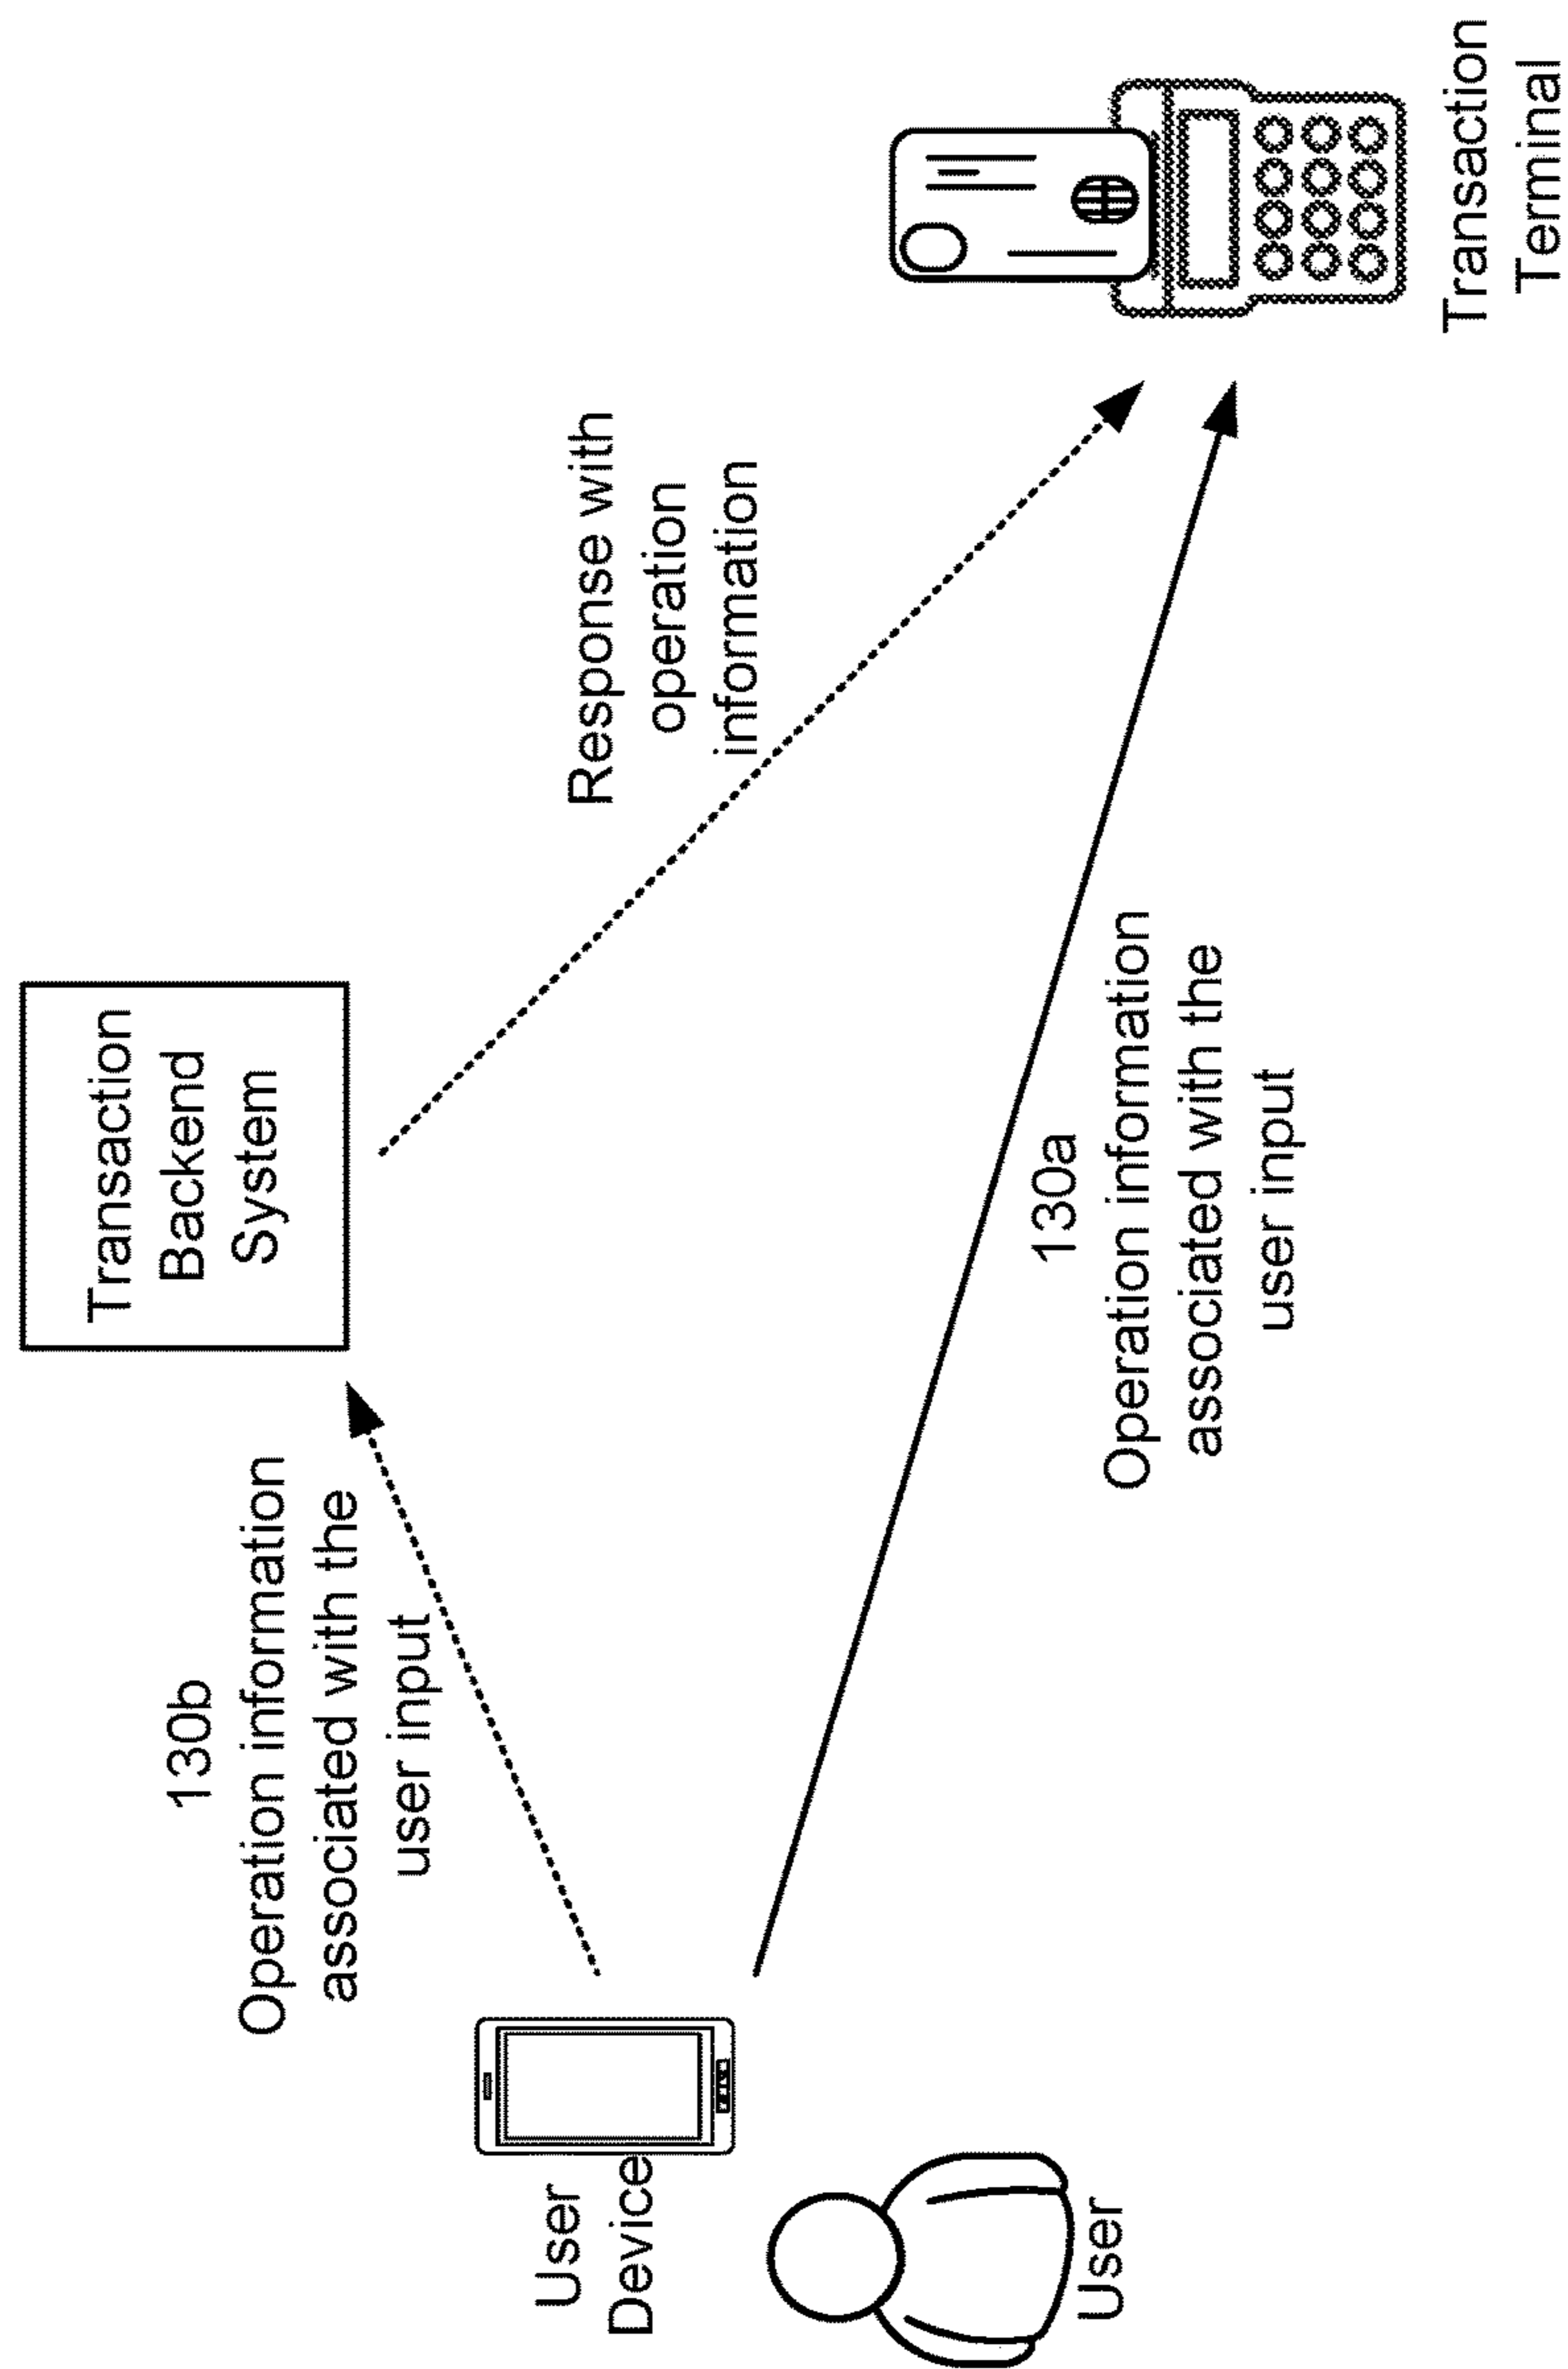 Transaction
Backend
System
130b
Operation information
associated with the
user input
Response with
operation
information
User
Device
130a
Operation information
associated with the
user input
User
Transaction
Terminal